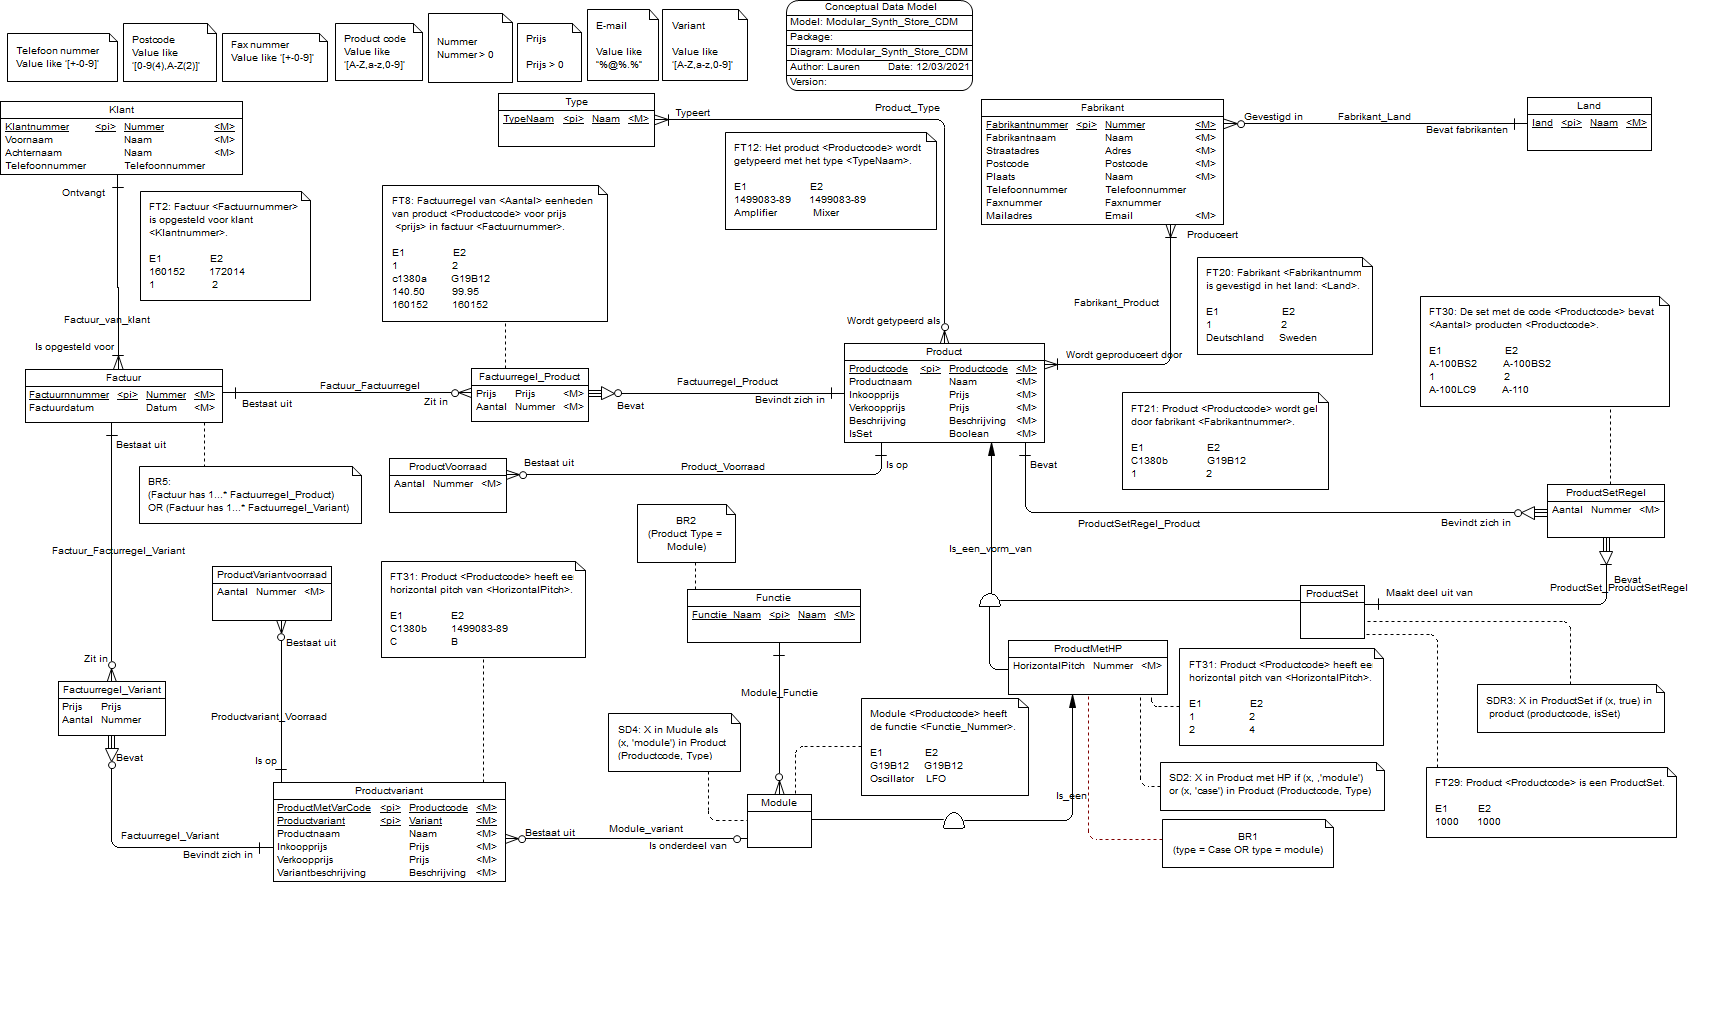 Conceptual Data Model
Model: Modular_Synth_Store_CDM
Package:
Diagram: Modular_Synth_Store_CDM
Author: Lauren Date: 12/03/2021
Version:
Telefoon nummer
Value like '[+-0-9]'
Postcode
Value like
'[0-9(4),A-Z(2)]'
Fax nummer
Value like '[+-0-9]'
Product code
Value like
'[A-Z,a-z,0-9]'
Nummer
Nummer > 0
Prijs
Prijs > 0
E-mail
Value like
"%@%.%"
Variant
Value like
'[A-Z,a-z,0-9]'
Klant
Klantnummer <pi> Nummer <M>
Voornaam Naam <M>
Achternaam Naam <M>
Telefoonnummer Telefoonnummer
Ontvangt
FT2: Factuur <Factuurnummer>
is opgesteld voor klant
<Klantnummer>.
E1 E2
160152 172014
1 2
Factuur_van_klant
Is opgesteld voor
Type
TypeNaam <pi> Naam <M>
Typeert
Product_Type
FT12: Het product <Productcode> wordt
getypeerd met het type <TypeNaam>.
E1 E2
1499083-89 1499083-89
Amplifier Mixer
Wordt getypeerd als
FT8: Factuurregel van <Aantal> eenheden
van product <Productcode> voor prijs
<prijs> in factuur <Factuurnummer>.
E1 E2
1 2
c1380a G19B12
140.50 99.95
160152 160152
Fabrikant
Fabrikantnummer <pi> Nummer <M>
Fabrikantnaam Naam <M>
Straatadres Adres <M>
Postcode Postcode <M>
Plaats Naam <M>
Telefoonnummer Telefoonnummer
Faxnummer Faxnummer
Mailadres Email <M>
Gevestigd in
Fabrikant_Land
Bevat fabrikanten
Land
land <pi> Naam <M>
Produceert
Fabrikant_Product
Wordt geproduceert door
FT20: Fabrikant <Fabrikantnumm
is gevestigd in het land: <Land>.
E1 E2
1 2
Deutschland Sweden
FT30: De set met de code <Productcode> bevat
<Aantal> producten <Productcode>.
E1 E2
A-100BS2 A-100BS2
1 2
A-100LC9 A-110
Factuur
Factuurnnummer <pi> Nummer <M>
Factuurdatum Datum <M>
Bestaat uit
Factuur_Factuurregel
Zit in
Factuurregel_Product
Prijs Prijs <M>
Aantal Nummer <M>
Bevat
Factuurregel_Product
Bevindt zich in
Product
Productcode <pi> Productcode <M>
Productnaam Naam <M>
Inkoopprijs Prijs <M>
Verkoopprijs Prijs <M>
Beschrijving Beschrijving <M>
IsSet Boolean <M>
FT21: Product <Productcode> wordt gel
door fabrikant <Fabrikantnummer>.
E1 E2
C1380b G19B12
1 2
Bestaat uit
BR5:
(Factuur has 1...* Factuurregel_Product)
OR (Factuur has 1...* Factuurregel_Variant)
ProductVoorraad
Aantal Nummer <M>
Bestaat uit
Product_Voorraad
Is op
Bevat
ProductSetRegel_Product
Bevindt zich in
ProductSetRegel
Aantal Nummer <M>
Bevat
ProductSet_ProductSetRegel
Maakt deel uit van
ProductSet
Is_een_vorm_van
BR2
(Product Type =
Module)
Functie
Functie_Naam <pi> Naam <M>
Module_Functie
Factuur_Facturregel_Variant
ProductVariantvoorraad
Aantal Nummer <M>
Bestaat uit
Productvariant_Voorraad
Is op
FT31: Product <Productcode> heeft ee
horizontal pitch van <HorizontalPitch>.
E1 E2
C1380b 1499083-89
C B
Zit in
Factuurregel_Variant
Prijs Prijs
Aantal Nummer
Bevat
Factuurregel_Variant
Bevindt zich in
Productvariant
ProductMetVarCode <pi> Productcode <M>
Productvariant <pi> Variant <M>
Productnaam Naam <M>
Inkoopprijs Prijs <M>
Verkoopprijs Prijs <M>
Variantbeschrijving Beschrijving <M>
Bestaat uit
Module_variant
Is onderdeel van
SD4: X in Mudule als
(x, 'module') in Product
(Productcode, Type)
Module
Module <Productcode> heeft
de functie <Functie_Nummer>.
E1 E2
G19B12 G19B12
Oscillator LFO
Is_een
ProductMetHP
HorizontalPitch Nummer <M>
FT31: Product <Productcode> heeft ee
horizontal pitch van <HorizontalPitch>.
E1 E2
1 2
2 4
SD2: X in Product met HP if (x, ,'module')
or (x, 'case') in Product (Productcode, Type)
BR1
(type = Case OR type = module)
SDR3: X in ProductSet if (x, true) in
product (productcode, isSet)
FT29: Product <Productcode> is een ProductSet.
E1 E2
1000 1000